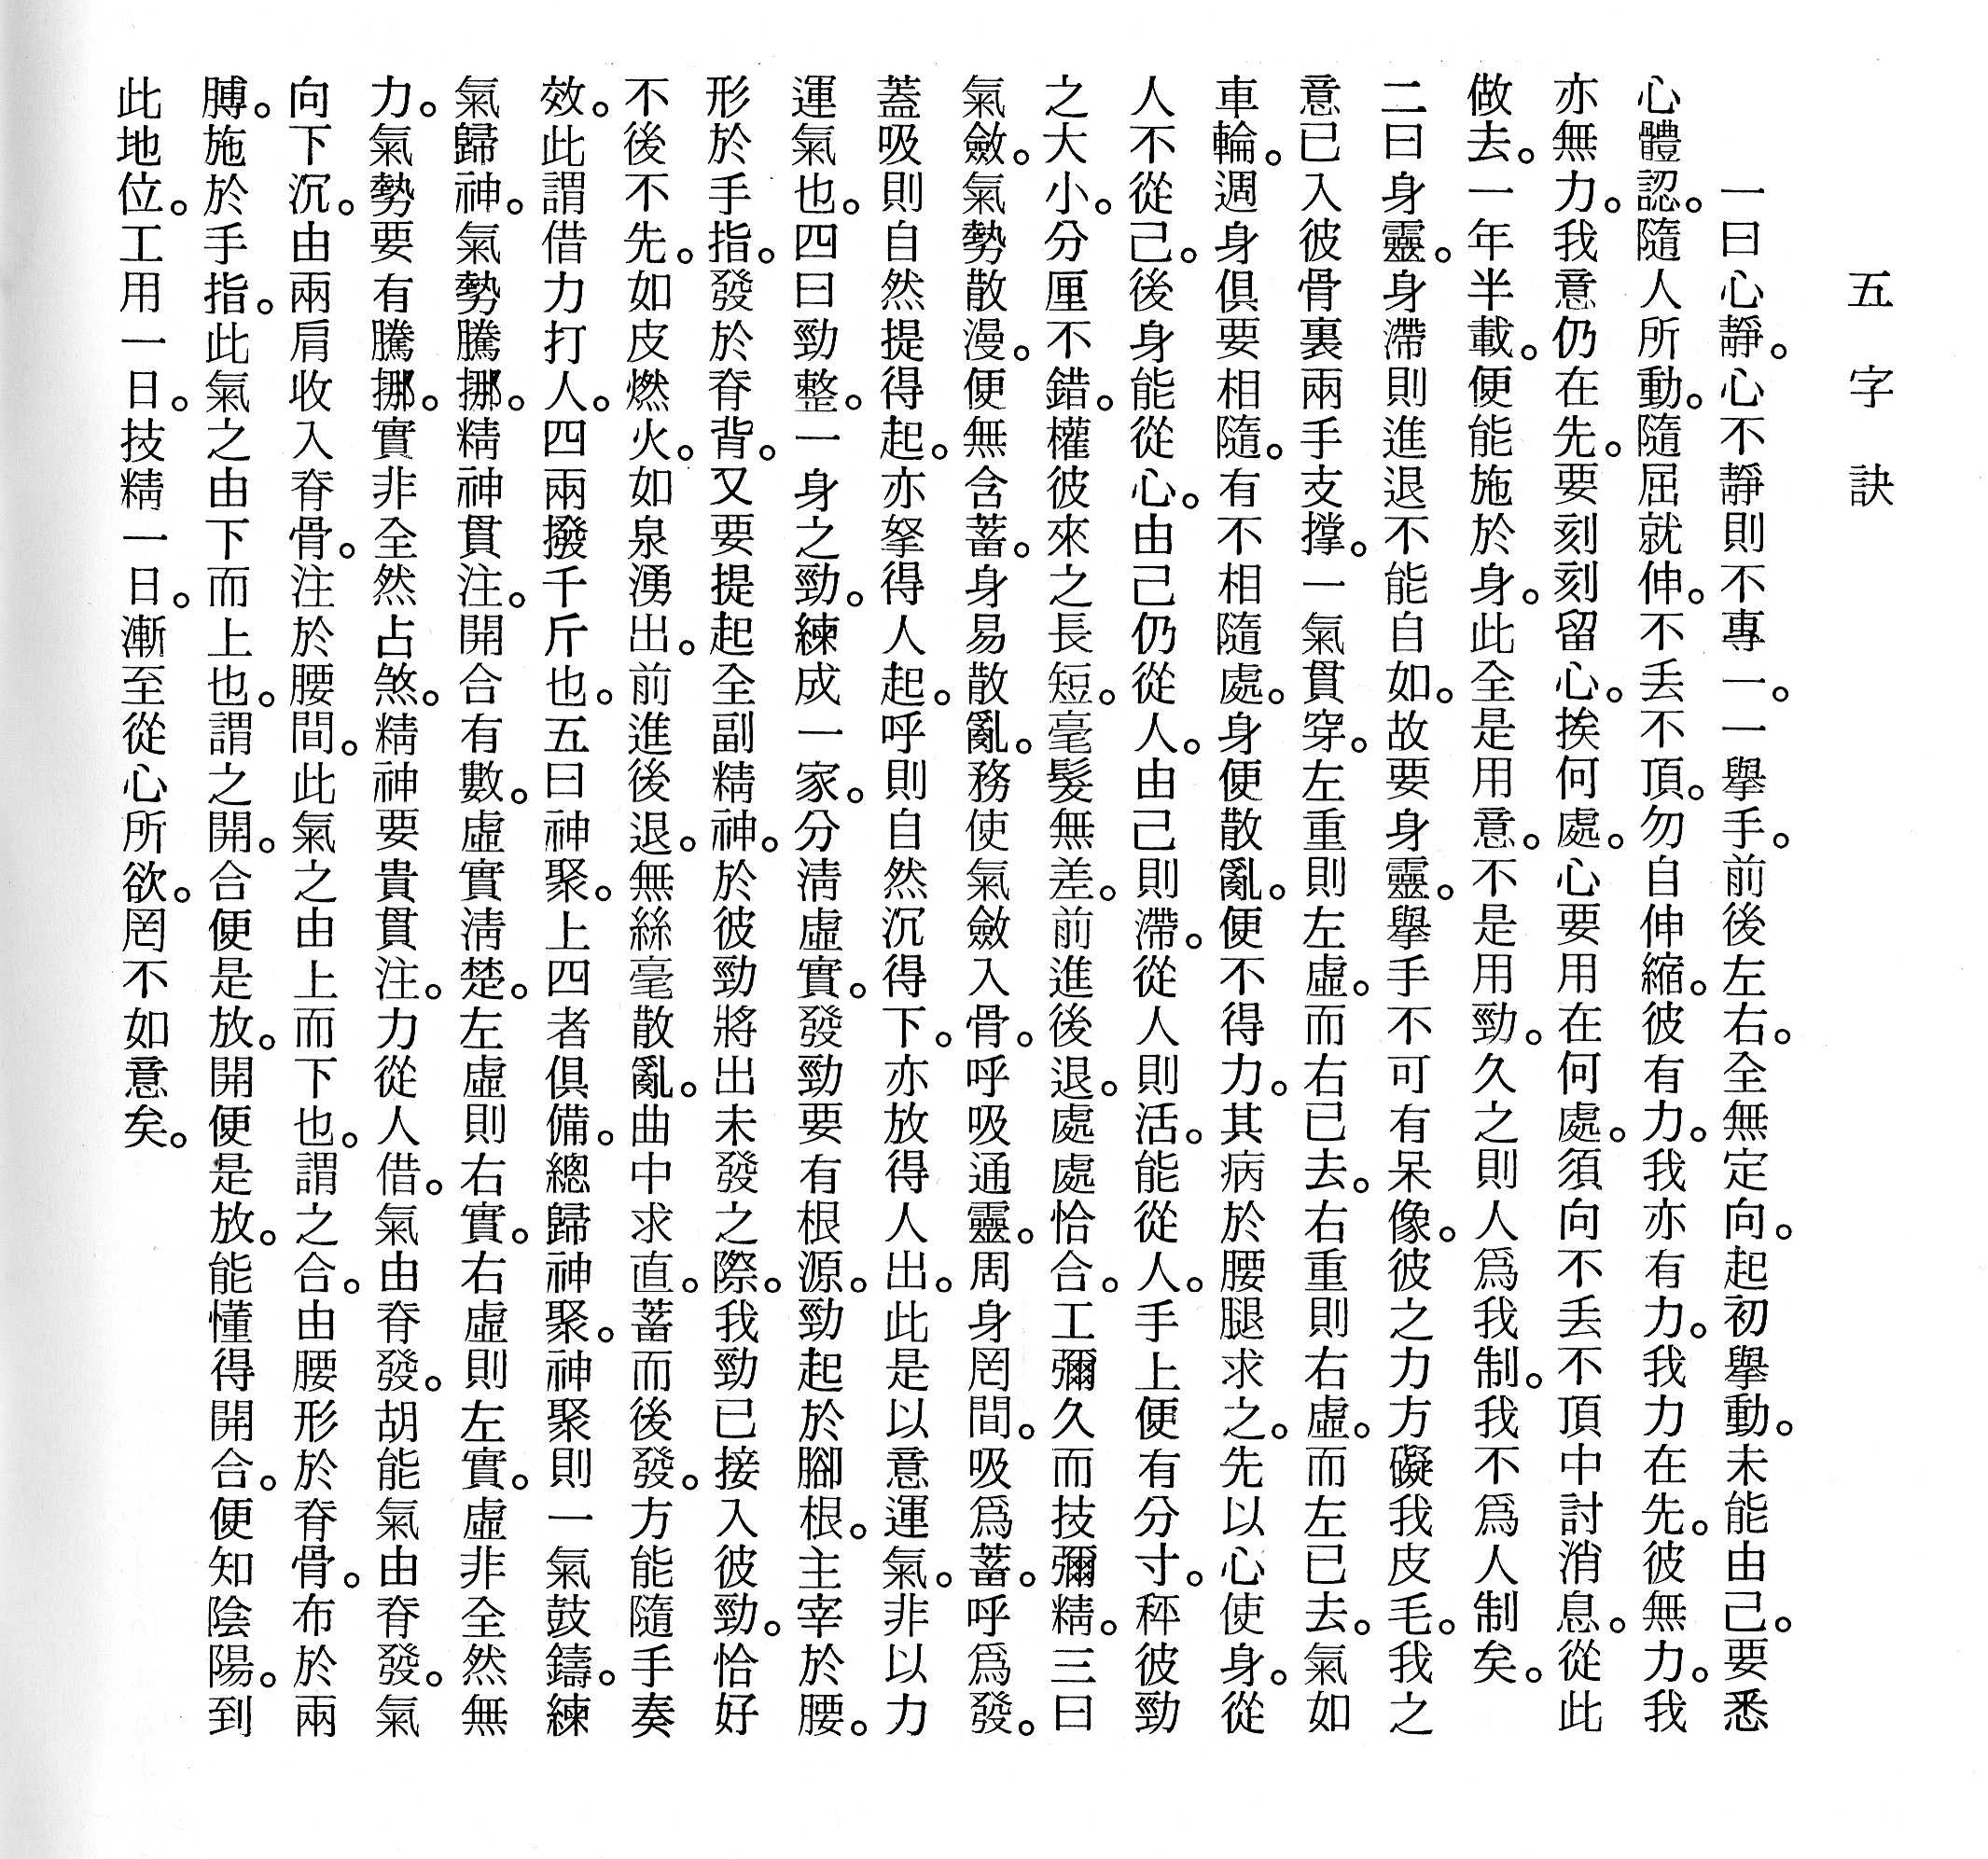 五字訣
一曰心靜。心不靜則不專一。一擧手。前後左右。全無定向。起初擧動。未能由己。要悉
心體認。隨人所動。隨屈就伸。不丢不頂。勿自伸縮。彼有力。我亦有力。我力在先。彼無力。我
亦無力。我意仍在先。要刻刻留心。挨何處。心要用在何處。須向不丢不頂中討消息。從此
做去。一年半載。便能施於身。此全是用意。不是用勁。久之則人爲我制。我不爲人制矣。
二曰身靈。身滯則進退不能自如。故要身靈。擧手不可有呆像。彼之力方礙我皮毛。我之
意已入彼骨裏兩手支撐。一氣貫穿。左重則左虛。而右已去。右重則右虛。而左已去。氣如
車輪。週身俱要相隨。有不相隨處。身便散亂。便不得力。其病於腰腿求之。先以心使身。從
人不從己。後身能從心。由己仍從人。由己則滯。從人則活。能從人。手上便有分寸。秤彼勁
之大小。分厘不錯。權彼來之長短。毫髮無差。前進後退。處處恰合。工彌久而技彌精。三曰
氣斂。氣勢散漫。便無含蓄。身易散亂。務使氣斂入骨。呼吸通靈。周身罔間。吸爲蓄。呼爲發。
蓋吸則自然提得起。亦拏得人起。呼則自然沉得下。亦放得人出。此是以意運氣。非以力
運氣也。四曰勁整。一身之勁。練成一家。分淸虛實。發勁要有根源。勁起於腳根。主宰於腰。
形於手指。發於脊背。又要提起全副精神。於彼勁將出未發之際。我勁已接入彼勁。恰好
不後不先。如皮燃火。如泉湧出。前進後退。無絲毫散亂。曲中求直。蓄而後發。方能隨手奏
效。此謂借力打人。四兩撥千斤也。五曰神聚。上四者俱備。總歸神聚。神聚則一氣鼓鑄。練
氣歸神。氣勢騰挪。精神貫注。開合有數。虛實淸楚。左虛則右實。右虛則左實。虛非全然無
力。氣勢要有騰挪。實非全然占煞。精神要貴貫注。力從人借。氣由脊發。胡能氣由脊發。氣
向下沉。由兩肩收入脊骨。注於腰間。此氣之由上而下也。謂之合。由腰形於脊骨。布於兩
膊。施於手指。此氣之由下而上也。謂之開。合便是放。開便是放。能懂得開合。便知陰陽。到
此地位。工用一日。技精一日。漸至從心所欲。罔不如意矣。